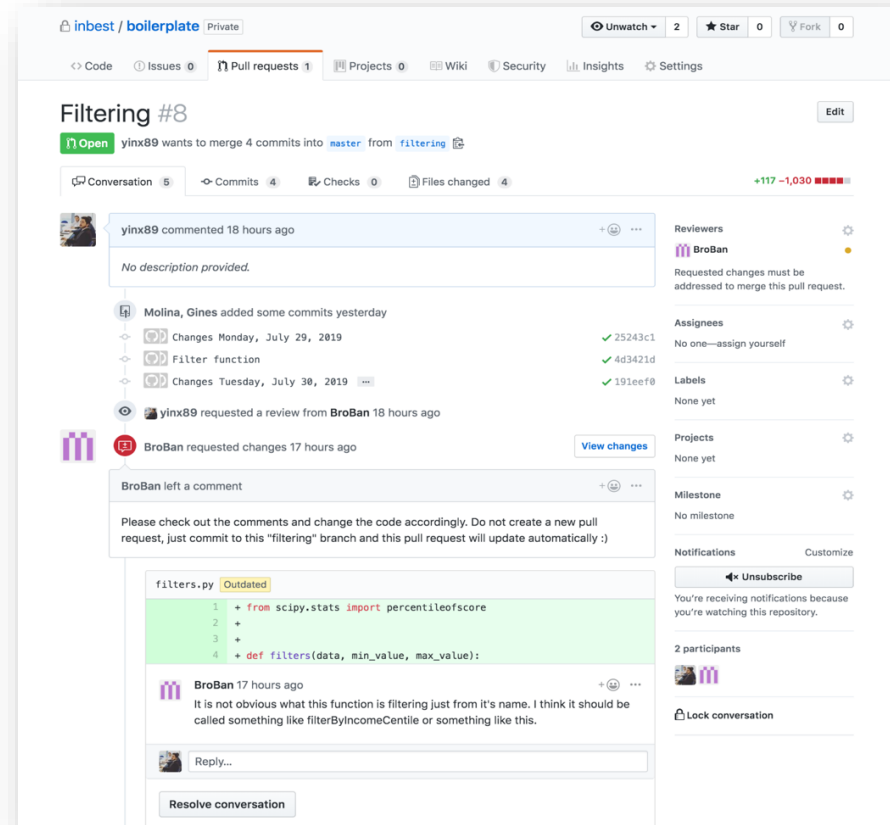 inbest / boilerplate Private
Unwatch 2 Star 0 Fork 0
Code Issues 0 Pull requests 1 Projects 0 Wiki Security Insights Settings
Filtering #8
Edit
Open yinx89 wants to merge 4 commits into master from filtering
Conversation 5 Commits 4 Checks 0 Files changed 4
+117 −1,030
yinx89 commented 18 hours ago
No description provided.
Molina, Gines added some commits yesterday
Changes Monday, July 29, 2019 25243c1
Filter function 4d3421d
Changes Tuesday, July 30, 2019 ... 191eef0
yinx89 requested a review from BroBan 18 hours ago
BroBan requested changes 17 hours ago
View changes
BroBan left a comment
Please check out the comments and change the code accordingly. Do not create a new pull
request, just commit to this "filtering" branch and this pull request will update automatically :)
filters.py Outdated
1 + from scipy.stats import percentileofscore
2 +
3 +
4 + def filters(data, min_value, max_value):
BroBan 17 hours ago
It is not obvious what this function is filtering just from it's name. I think it should be
called something like filterByIncomeCentile or something like this.
Reply...
Resolve conversation
Reviewers
BroBan
Requested changes must be
addressed to merge this pull request.
Assignees
No one—assign yourself
Labels
None yet
Projects
None yet
Milestone
No milestone
Notifications Customize
Unsubscribe
You're receiving notifications because
you're watching this repository.
2 participants
Lock conversation